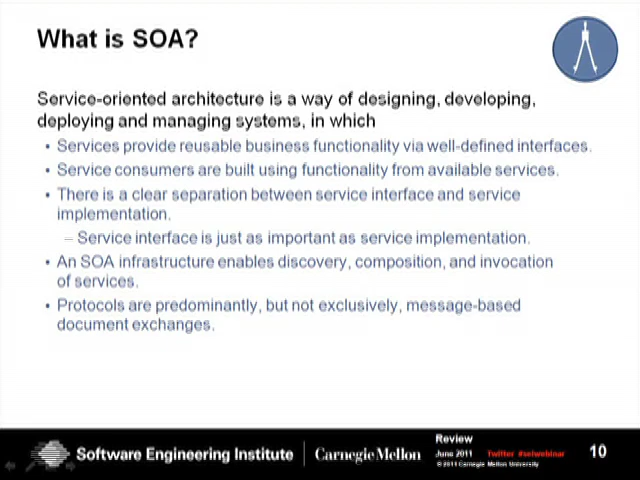 What is SOA?
Service-oriented architecture is a way of designing, developing,
deploying and managing systems, in which
• Services provide reusable business functionality via well-defined interfaces.
• Service consumers are built using functionality from available services.
• There is a clear separation between service interface and service
implementation.
– Service interface is just as important as service implementation.
• An SOA infrastructure enables discovery, composition, and invocation
of services.
• Protocols are predominantly, but not exclusively, message-based
document exchanges.
Software Engineering Institute
Carnegie Mellon
Review
June 2011 Twitter #seiwebinar
© 2011 Carnegie Mellon University
10